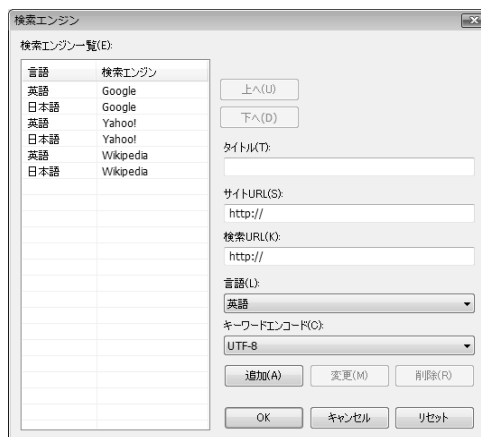 検索エンジン
検索エンジン一覧(E):
言語 検索エンジン
英語 Google
日本語 Google
英語 Yahoo!
日本語 Yahoo!
英語 Wikipedia
日本語 Wikipedia
上へ(U)
下へ(D)
タイトル(T):
サイトURL(S):
http://
検索URL(K):
http://
言語(L):
英語
キーワードエンコード(C):
UTF-8
追加(A) 変更(M) 削除(R)
OK キャンセル リセット